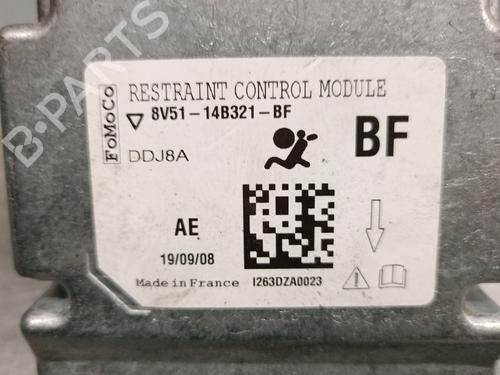 FoMoCo
RESTRAINT CONTROL MODULE
8V51-14B321-BF
DDJ8A
BF
AE
19/09/08
Made in France
I263DZA0023
B-PARTS